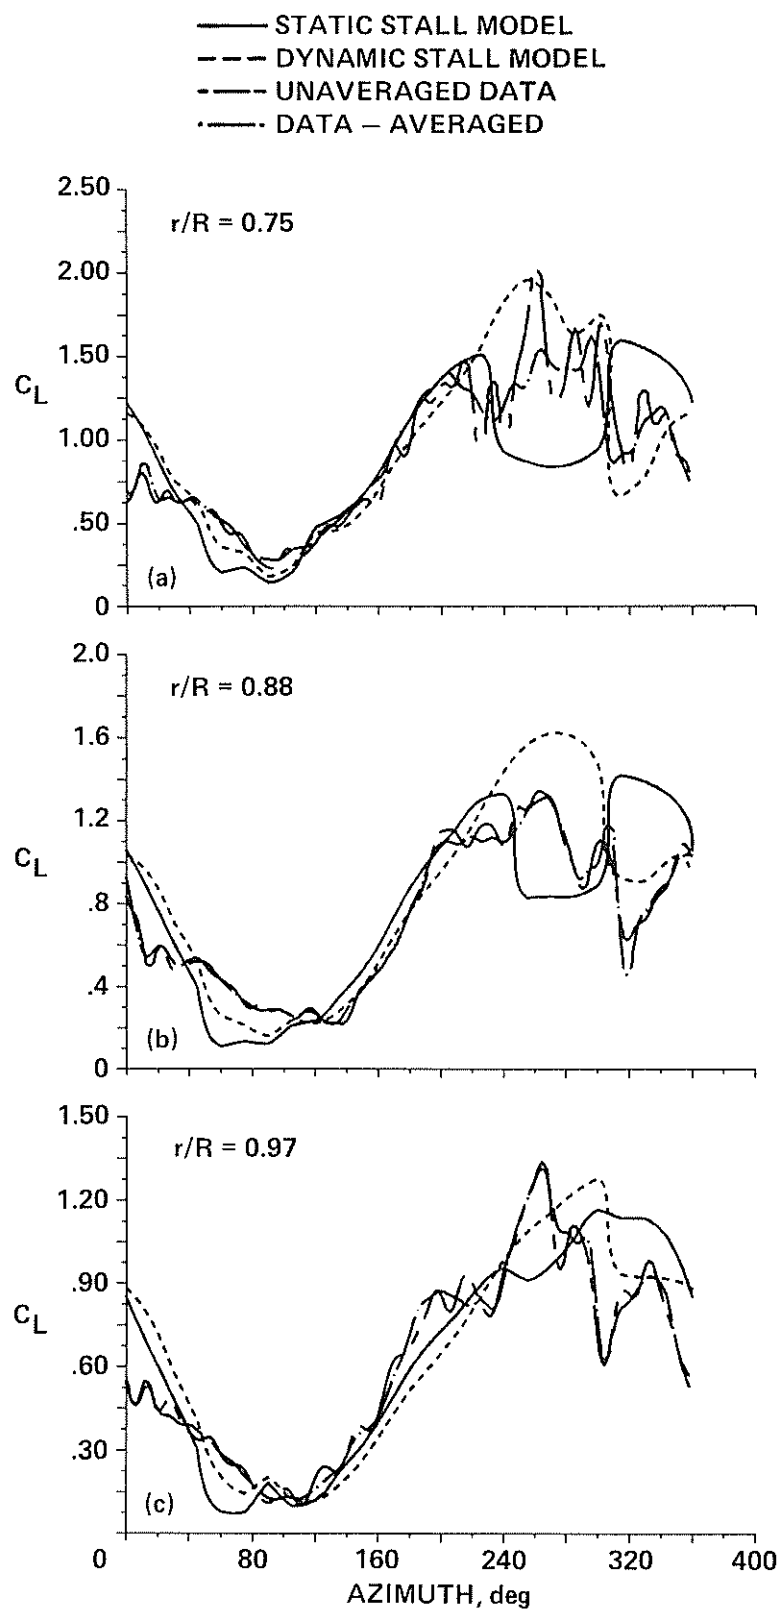 STATIC STALL MODEL
DYNAMIC STALL MODEL
UNAVERAGED DATA
DATA – AVERAGED
2.50
r/R = 0.75
2.00
1.50
CL
1.00
.50
(a)
0
2.0
r/R = 0.88
1.6
1.2
CL
.8
.4
(b)
0
1.50
r/R = 0.97
1.20
.90
CL
.60
.30
(c)
0 80 160 240 320 400
AZIMUTH, deg